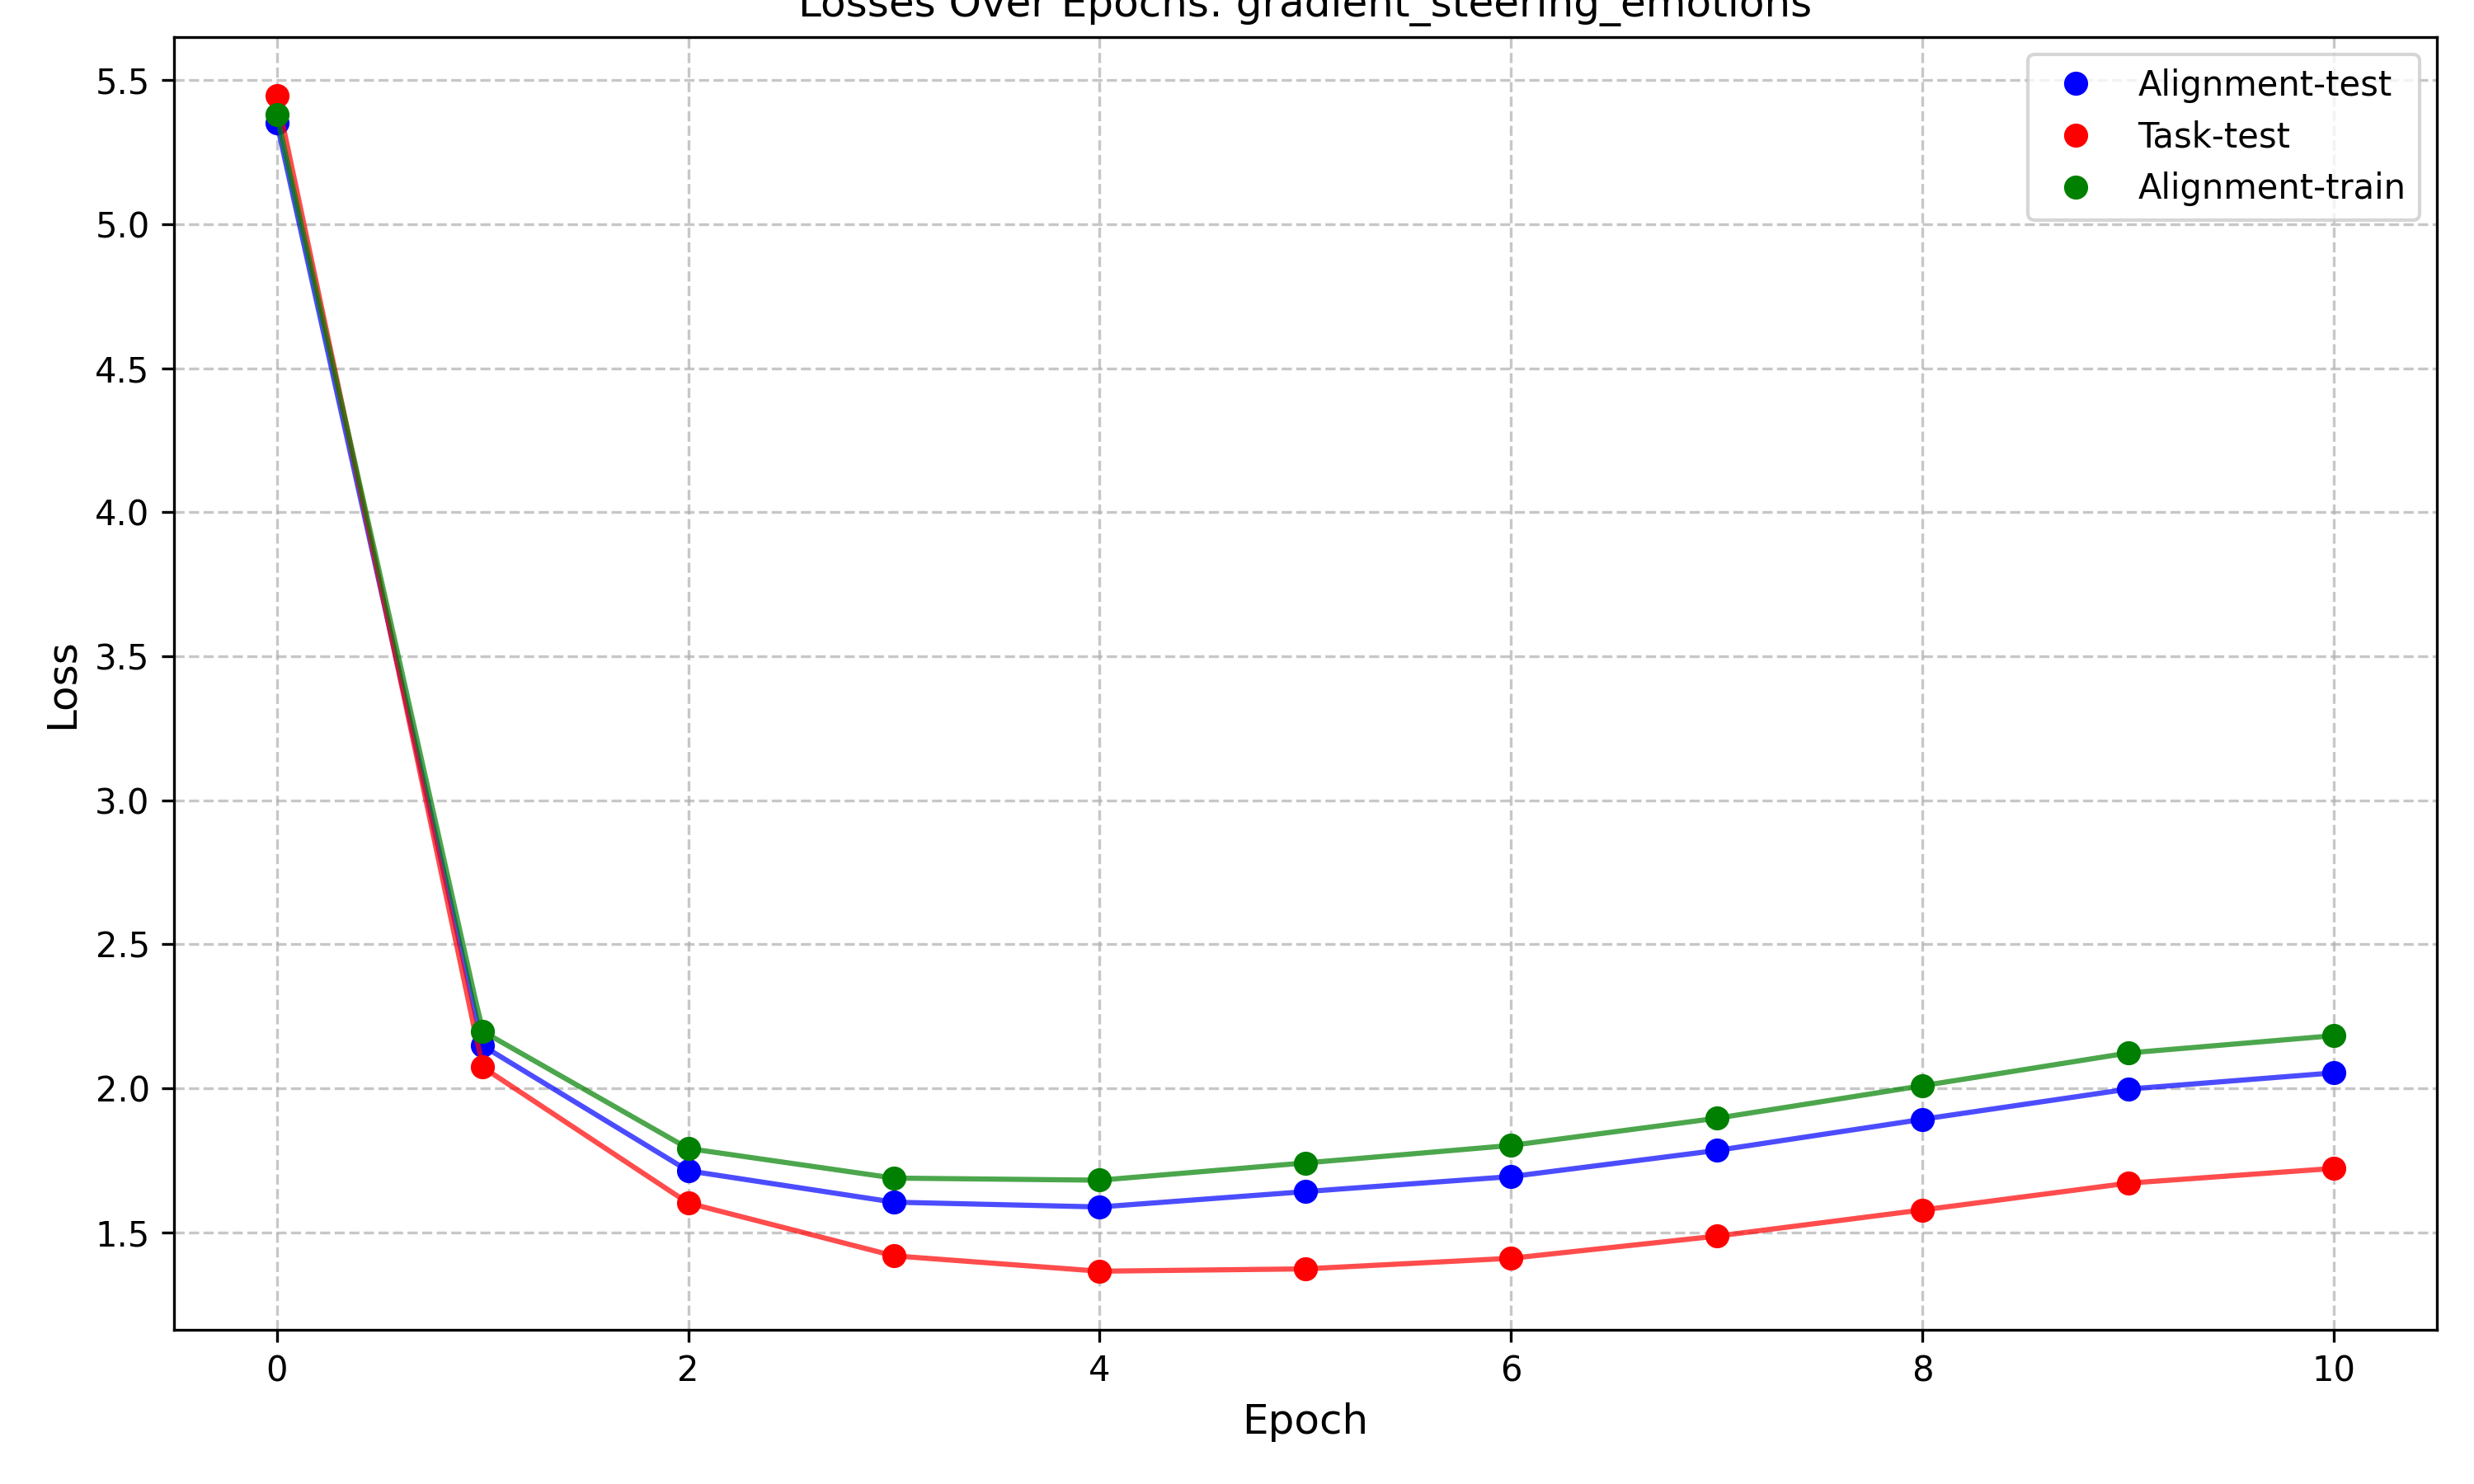 Losses Over Epochs: gradient_steering_emotions
Alignment-test
Task-test
Alignment-train
5.5
5.0
4.5
4.0
3.5
3.0
2.5
2.0
1.5
Loss
0 2 4 6 8 10
Epoch